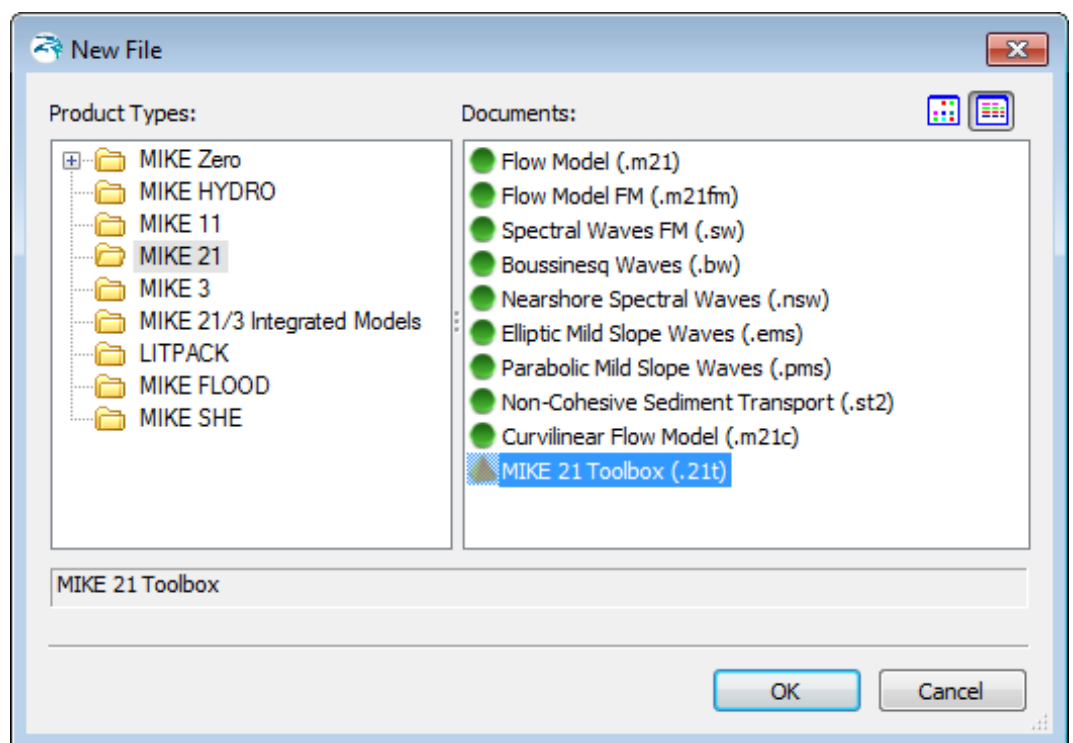 New File
Product Types:
Documents:
MIKE Zero
MIKE HYDRO
MIKE 11
MIKE 21
MIKE 3
MIKE 21/3 Integrated Models
LITPACK
MIKE FLOOD
MIKE SHE
Flow Model (.m21)
Flow Model FM (.m21fm)
Spectral Waves FM (.sw)
Boussinesq Waves (.bw)
Nearshore Spectral Waves (.nsw)
Elliptic Mild Slope Waves (.ems)
Parabolic Mild Slope Waves (.pms)
Non-Cohesive Sediment Transport (.st2)
Curvilinear Flow Model (.m21c)
MIKE 21 Toolbox (.21t)
MIKE 21 Toolbox
OK
Cancel